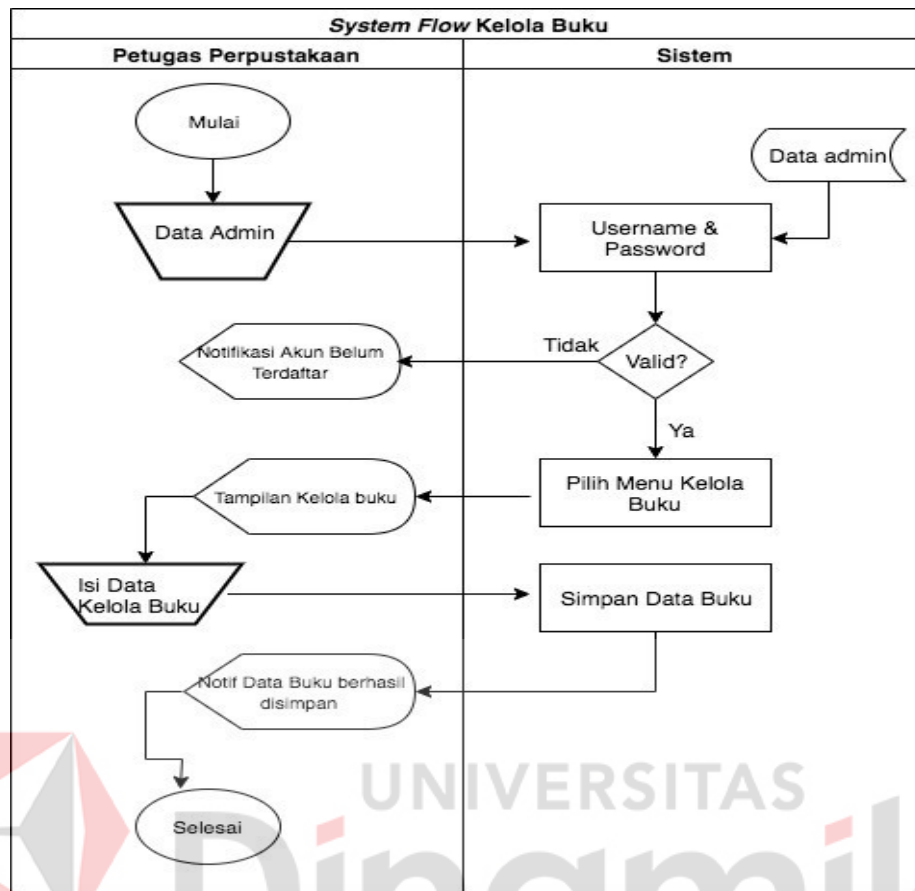 System Flow Kelola Buku
Petugas Perpustakaan
Sistem
Mulai
Data admin
Data Admin
Username &
Password
Notifikasi Akun Belum
Terdaftar
Tidak
Valid?
Ya
Tampilan Kelola buku
Pilih Menu Kelola
Buku
Isi Data
Kelola Buku
Simpan Data Buku
Notif Data Buku berhasil
disimpan
Selesai
UNIVERSITAS